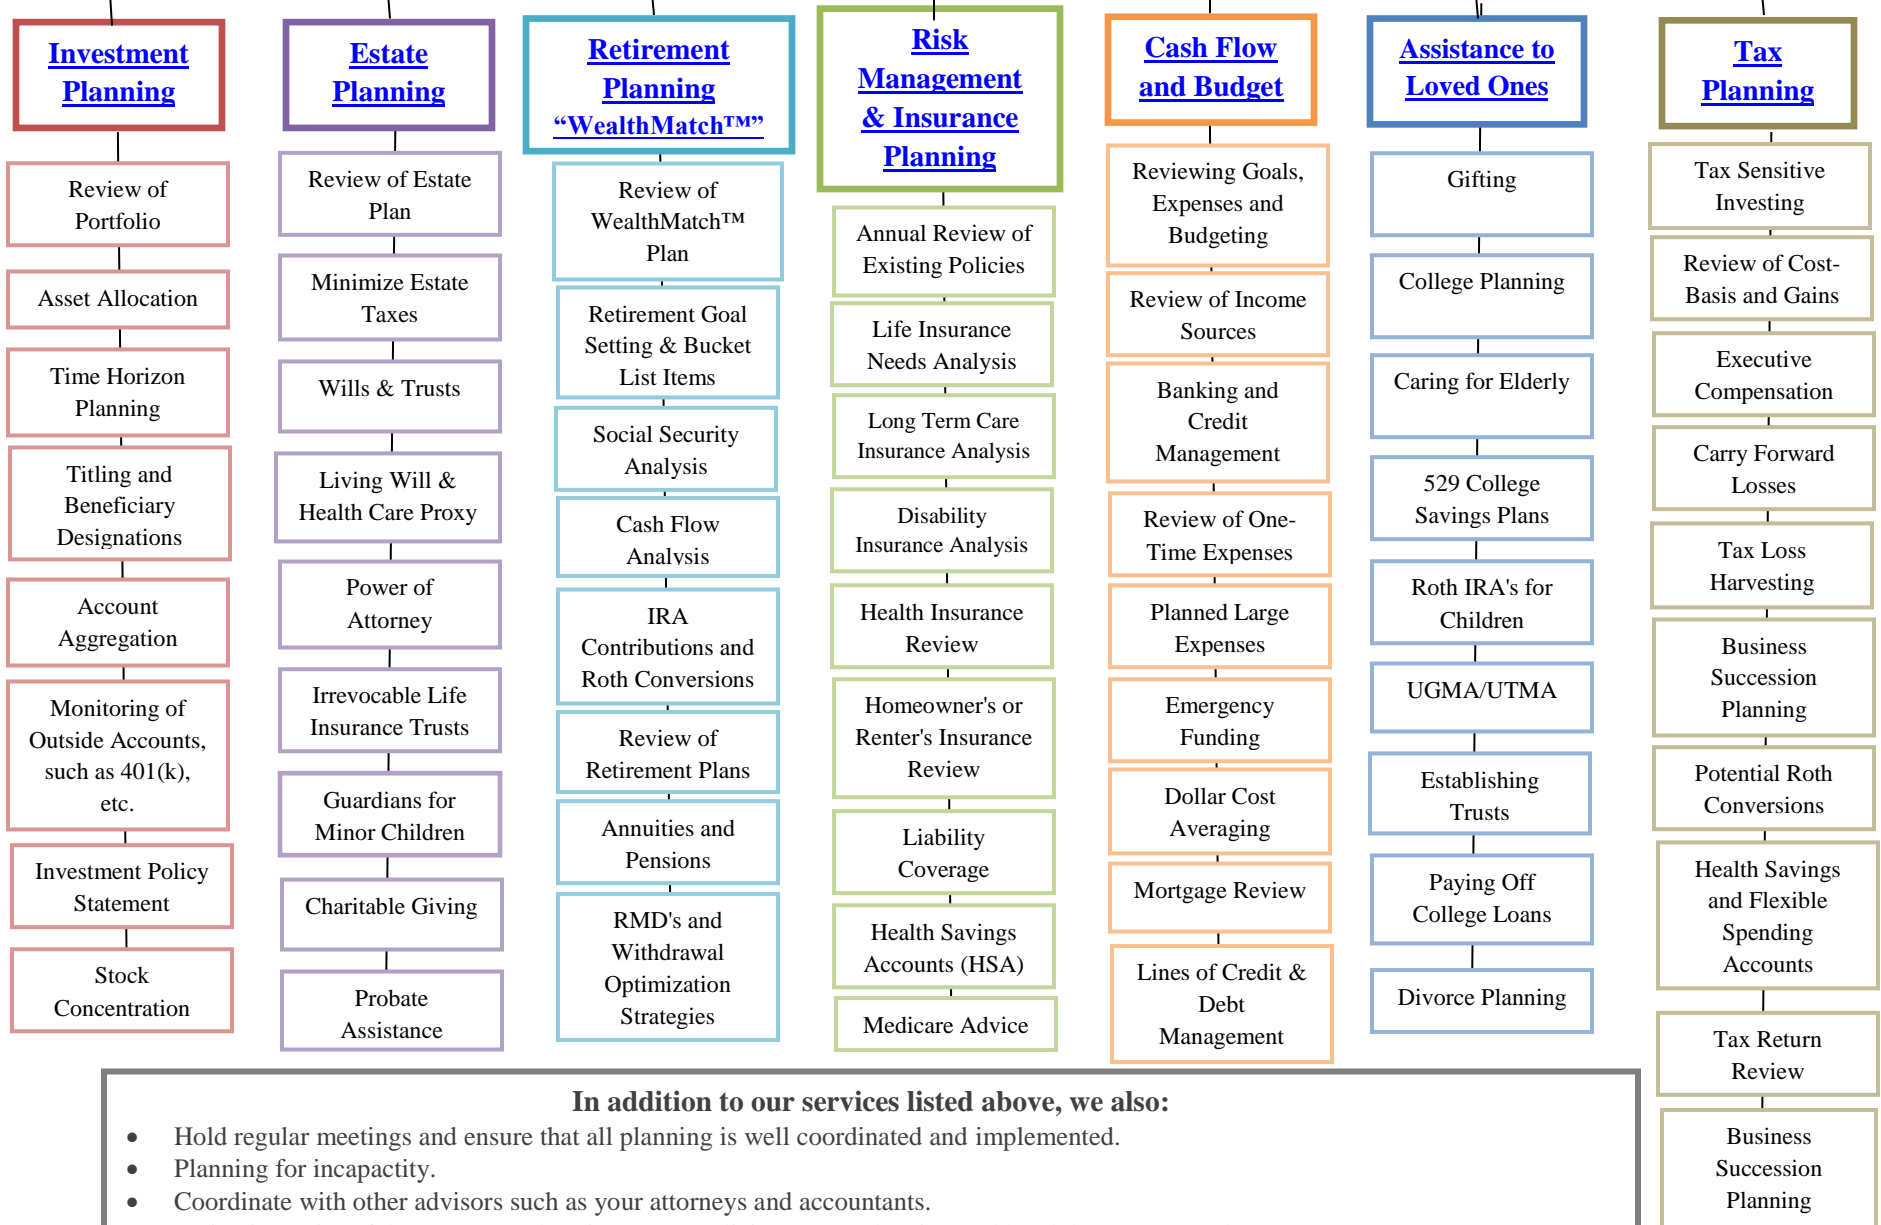 Investment
Planning
Review of
Portfolio
Asset Allocation
Time Horizon
Planning
Titling and
Beneficiary
Designations
Account
Aggregation
Monitoring of
Outside Accounts,
such as 401(k),
etc.
Investment Policy
Statement
Stock
Concentration
Estate
Planning
Review of Estate
Plan
Minimize Estate
Taxes
Wills & Trusts
Living Will &
Health Care Proxy
Power of
Attorney
Irrevocable Life
Insurance Trusts
Guardians for
Minor Children
Charitable Giving
Probate
Assistance
Retirement
Planning
“WealthMatch™”
Review of
WealthMatch™
Plan
Retirement Goal
Setting & Bucket
List Items
Social Security
Analysis
Cash Flow
Analysis
IRA
Contributions and
Roth Conversions
Review of
Retirement Plans
Annuities and
Pensions
RMD's and
Withdrawal
Optimization
Strategies
Risk
Management
& Insurance
Planning
Annual Review of
Existing Policies
Life Insurance
Needs Analysis
Long Term Care
Insurance Analysis
Disability
Insurance Analysis
Health Insurance
Review
Homeowner's or
Renter's Insurance
Review
Liability
Coverage
Health Savings
Accounts (HSA)
Medicare Advice
Cash Flow
and Budget
Reviewing Goals,
Expenses and
Budgeting
Review of Income
Sources
Banking and
Credit
Management
Review of One-
Time Expenses
Planned Large
Expenses
Emergency
Funding
Dollar Cost
Averaging
Mortgage Review
Lines of Credit &
Debt
Management
Assistance to
Loved Ones
Gifting
College Planning
Caring for Elderly
529 College
Savings Plans
Roth IRA's for
Children
UGMA/UTMA
Establishing
Trusts
Paying Off
College Loans
Divorce Planning
Tax
Planning
Tax Sensitive
Investing
Review of Cost-
Basis and Gains
Executive
Compensation
Carry Forward
Losses
Tax Loss
Harvesting
Business
Succession
Planning
Potential Roth
Conversions
Health Savings
and Flexible
Spending
Accounts
Tax Return
Review
Business
Succession
Planning
In addition to our services listed above, we also:
• Hold regular meetings and ensure that all planning is well coordinated and implemented.
• Planning for incapactity.
• Coordinate with other advisors such as your attorneys and accountants.